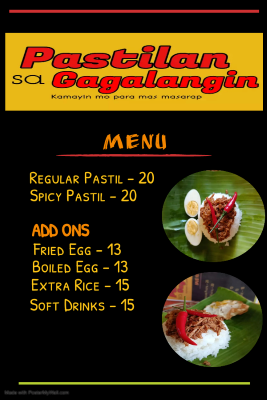 Pastilan
sa Gagalangin
Kamayin mo para mas masarap
MENU
Regular Pastil – 20
Spicy Pastil – 20
ADD ONS
Fried Egg – 13
Boiled Egg – 13
Extra Rice – 15
Soft Drinks – 15
Made with PosterMyWall.com